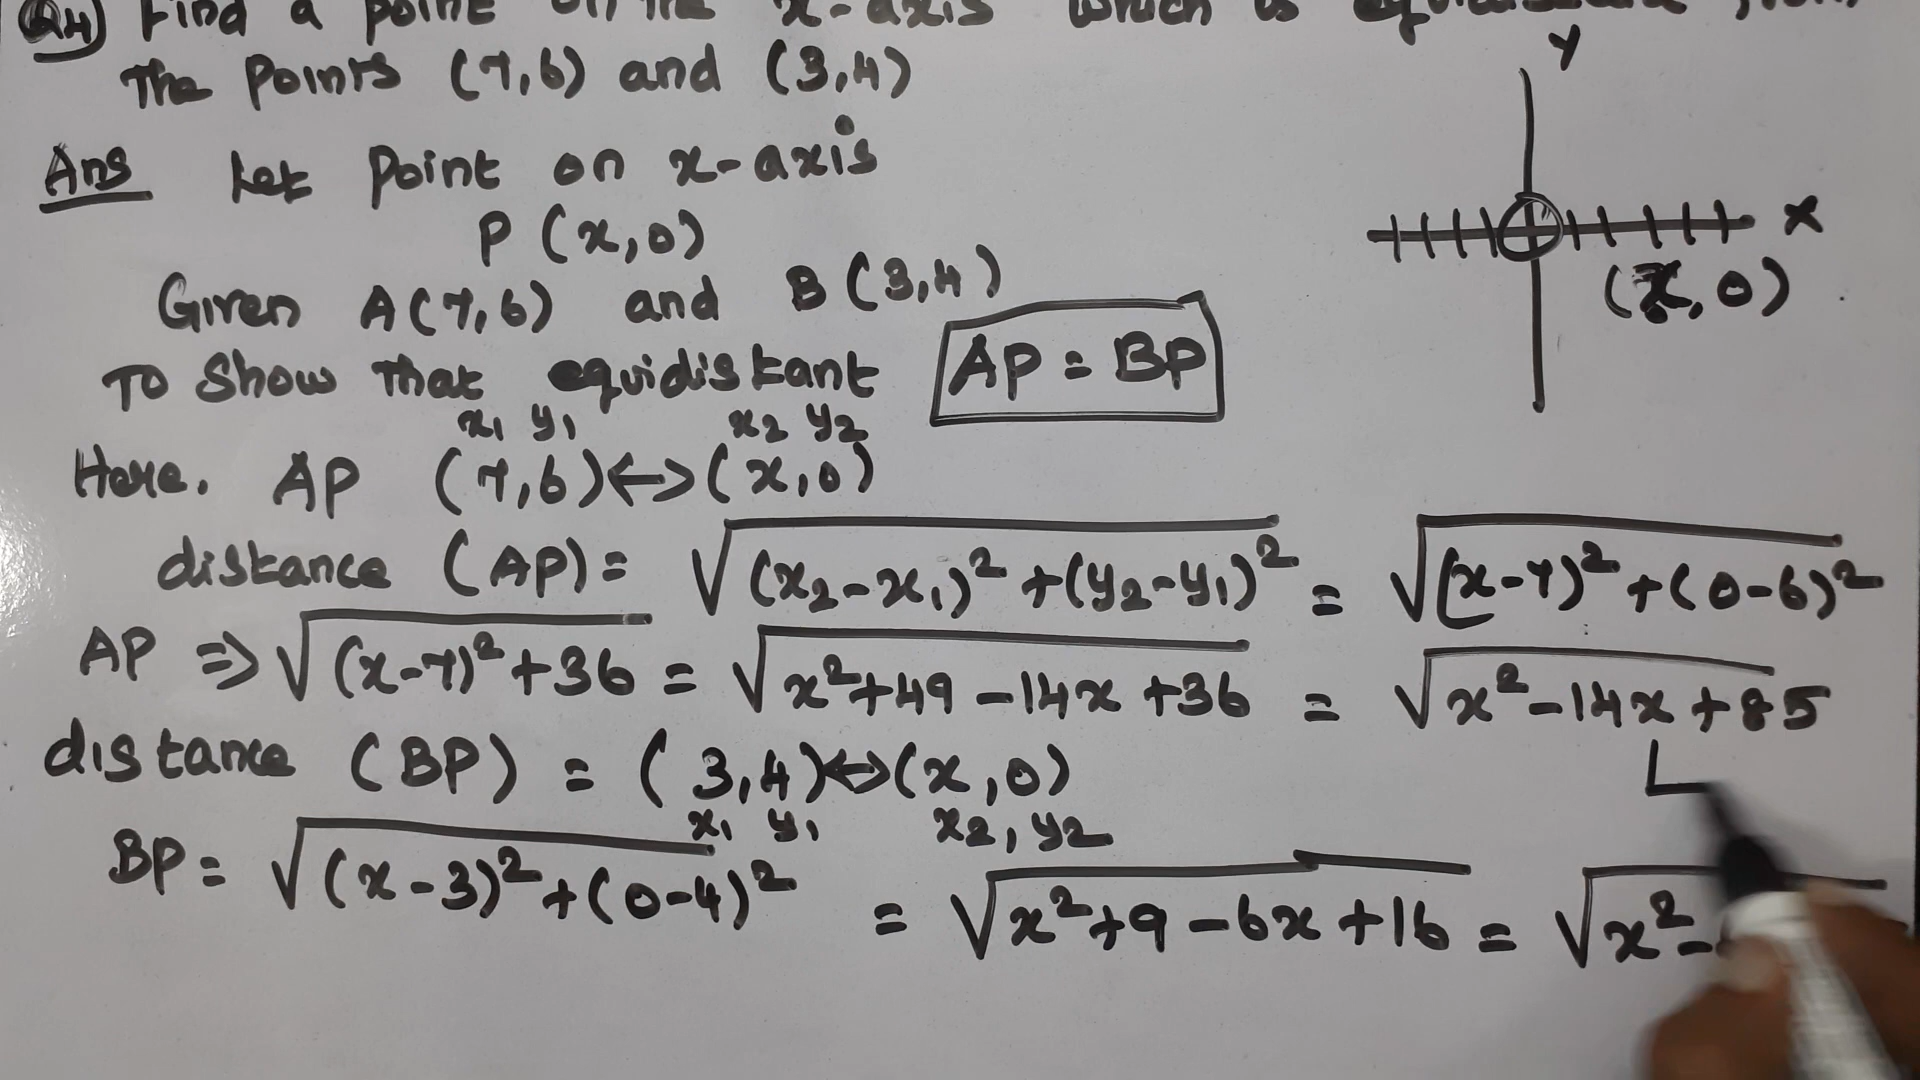 Q4) Find a point on the x-axis which is equidistant from
The points (7,6) and (3,4)
Ans Let point on x-axis
P (x,0)
Given A(7,6) and B(3,4)
To Show that equidistant AP = BP
x₁ y₁ x₂ y₂
Here. AP (7,6)↔(x,0)
distance (AP) = √(x₂-x₁)²+(y₂-y₁)² = √(x-7)²+(0-6)²
AP ⇒ √(x-7)²+36 = √x²+49-14x+36 = √x²-14x+85
distance (BP) = (3,4)↔(x,0)
x₁ y₁ x₂, y₂
BP = √(x-3)²+(0-4)² = √x²+9-6x+16 = √x²-
Y
X
(x,0)